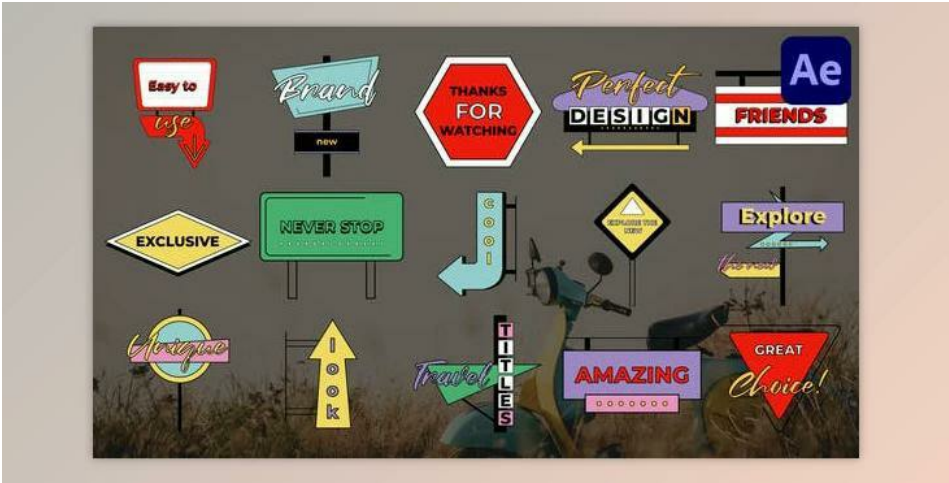 Easy to
use
Brand
new
THANKS
FOR
WATCHING
Perfect
DESIGN
Ae
FRIENDS
EXCLUSIVE
NEVER STOP
cool
EXPLORE THE
NEW
Explore
the new
Unique
look
Travel
TITLES
AMAZING
GREAT
Choice!